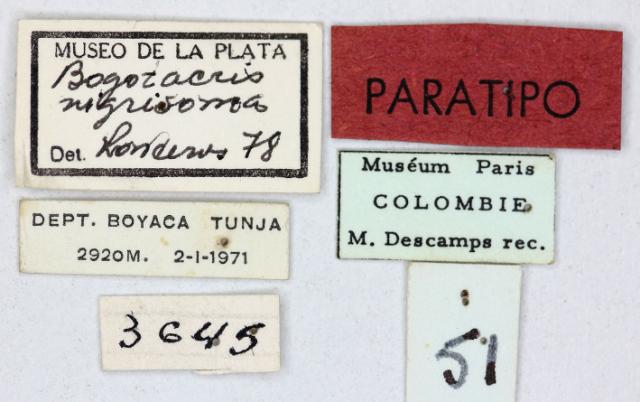 MUSEO DE LA PLATA
Bogotacris
nigrisoma
Det. Ronderos 78
PARATIPO
Muséum Paris
COLOMBIE
M. Descamps rec.
DEPT. BOYACA TUNJA
2920M. 2-I-1971
3645
51